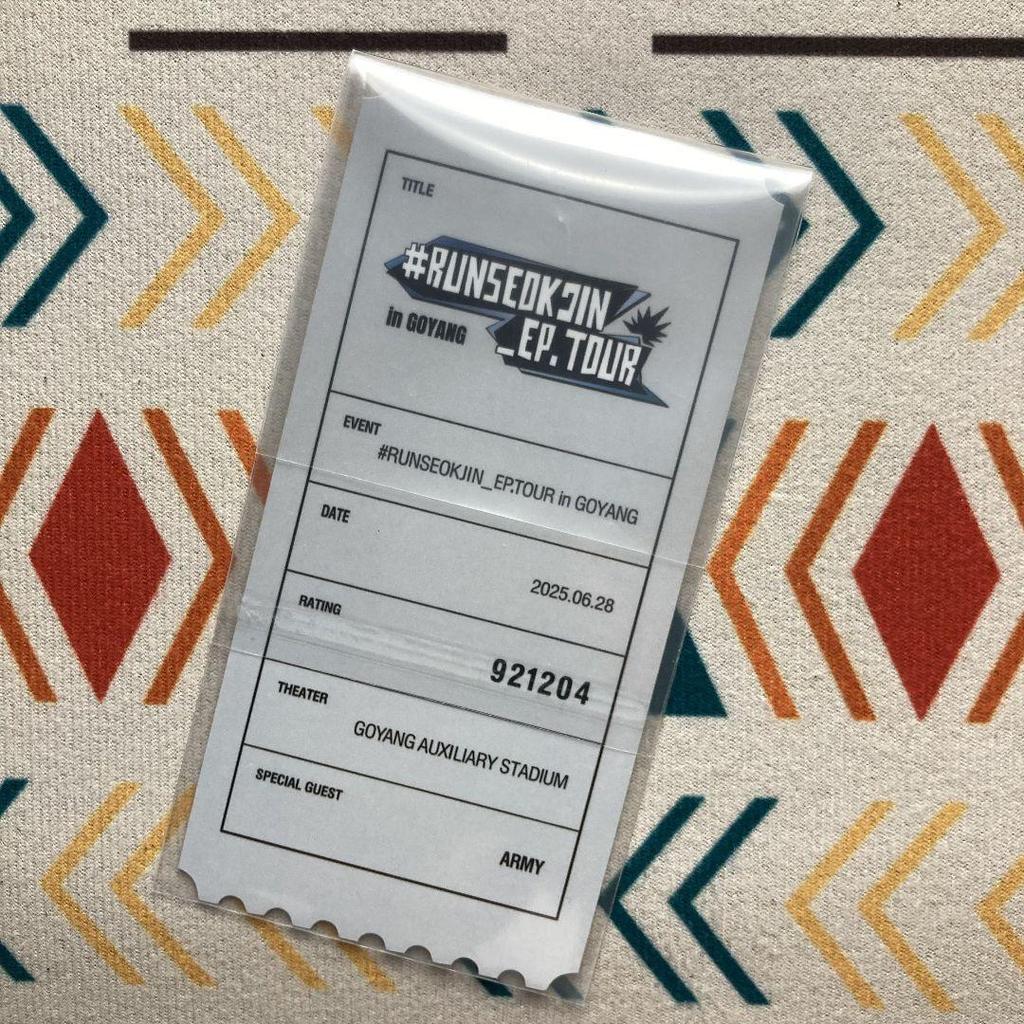 TITLE
#RUNSEOKJIN
in GOYANG
_EP. TOUR
EVENT
#RUNSEOKJIN_EP.TOUR in GOYANG
DATE
2025.06.28
RATING
921204
THEATER
GOYANG AUXILIARY STADIUM
SPECIAL GUEST
ARMY